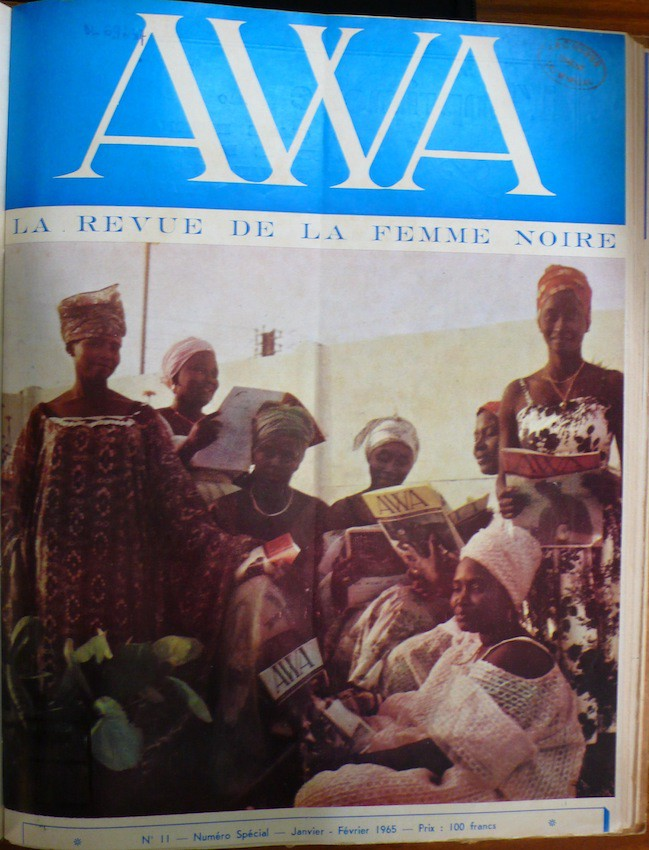 AWA
LA REVUE DE LA FEMME NOIRE
AWA
AWA
AWA
N° 11 — Numéro Spécial — Janvier - Février 1965 — Prix : 100 francs